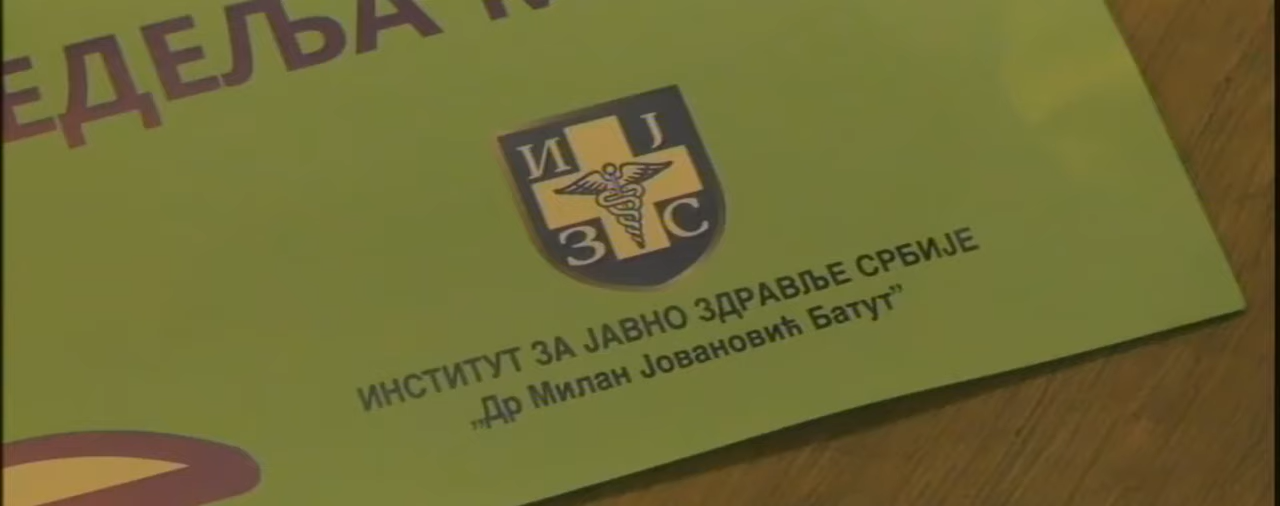 ЕДЕЉА
И Ј
З С
ИНСТИТУТ ЗА ЈАВНО ЗДРАВЉЕ СРБИЈЕ
„Др Милан Јовановић Батут”